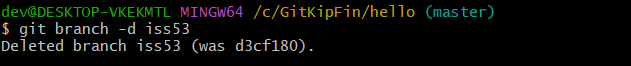 dev@DESKTOP-VKEKMTL MINGW64 /c/GitKipFin/hello (master)
$ git branch -d iss53
Deleted branch iss53 (was d3cf180).